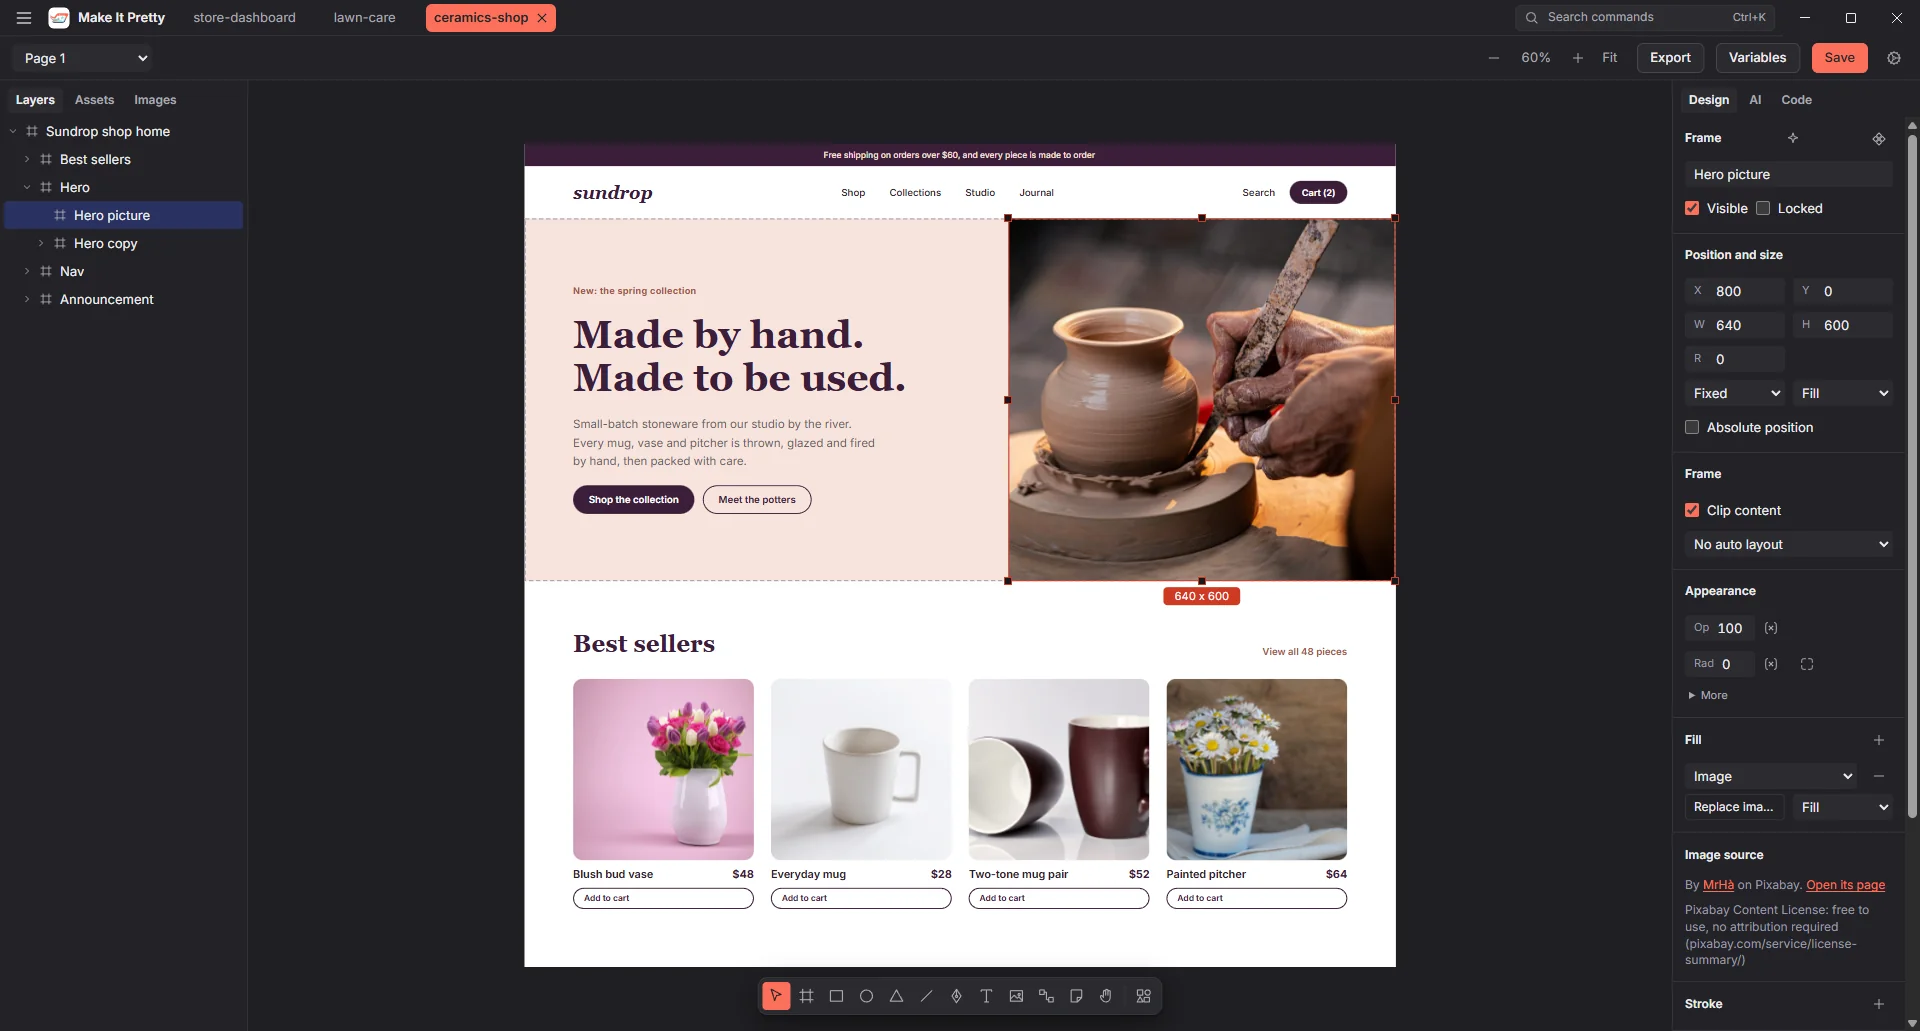 Make It Pretty
store-dashboard
lawn-care
ceramics-shop
Search commands
Ctrl+K
Page 1
60%
Fit
Export
Variables
Save
Layers
Assets
Images
Sundrop shop home
Best sellers
Hero
Hero picture
Hero copy
Nav
Announcement
Free shipping on orders over $60, and every piece is made to order
sundrop
Shop
Collections
Studio
Journal
Search
Cart (2)
New: the spring collection
Made by hand.
Made to be used.
Small-batch stoneware from our studio by the river.
Every mug, vase and pitcher is thrown, glazed and fired
by hand, then packed with care.
Shop the collection
Meet the potters
640 x 600
Best sellers
View all 48 pieces
Blush bud vase
$48
Everyday mug
$28
Two-tone mug pair
$52
Painted pitcher
$64
Add to cart
Add to cart
Add to cart
Add to cart
Design
AI
Code
Frame
Hero picture
Visible
Locked
Position and size
X 800
Y 0
W 640
H 600
R 0
Fixed
Fill
Absolute position
Frame
Clip content
No auto layout
Appearance
Op 100
Rad 0
More
Fill
Image
Replace ima...
Fill
Image source
By MrHà on Pixabay. Open its page
Pixabay Content License: free to
use, no attribution required
(pixabay.com/service/license-
summary/)
Stroke